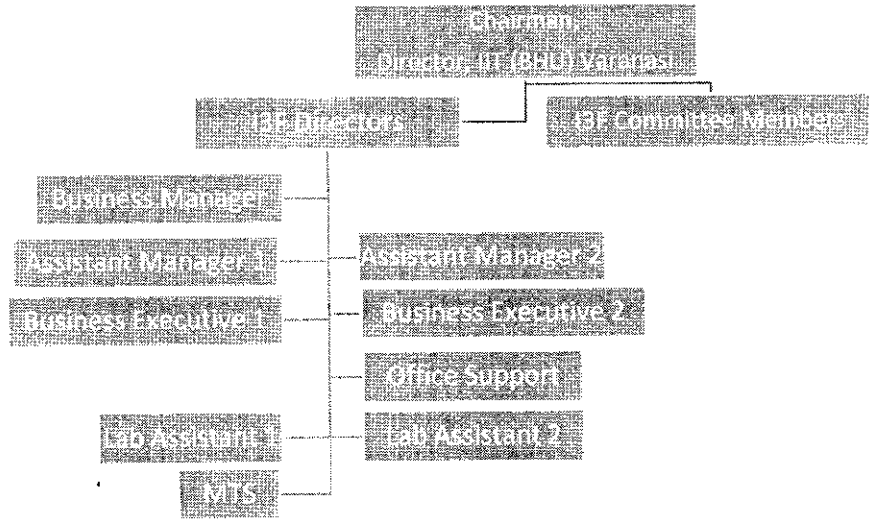 Chairman
Director, IIT (BHU) Varanasi
I3F Directors
I3F Committee Members
Business Manager
Assistant Manager 1
Assistant Manager 2
Business Executive 1
Business Executive 2
Office Support
Lab Assistant 1
Lab Assistant 2
MTS